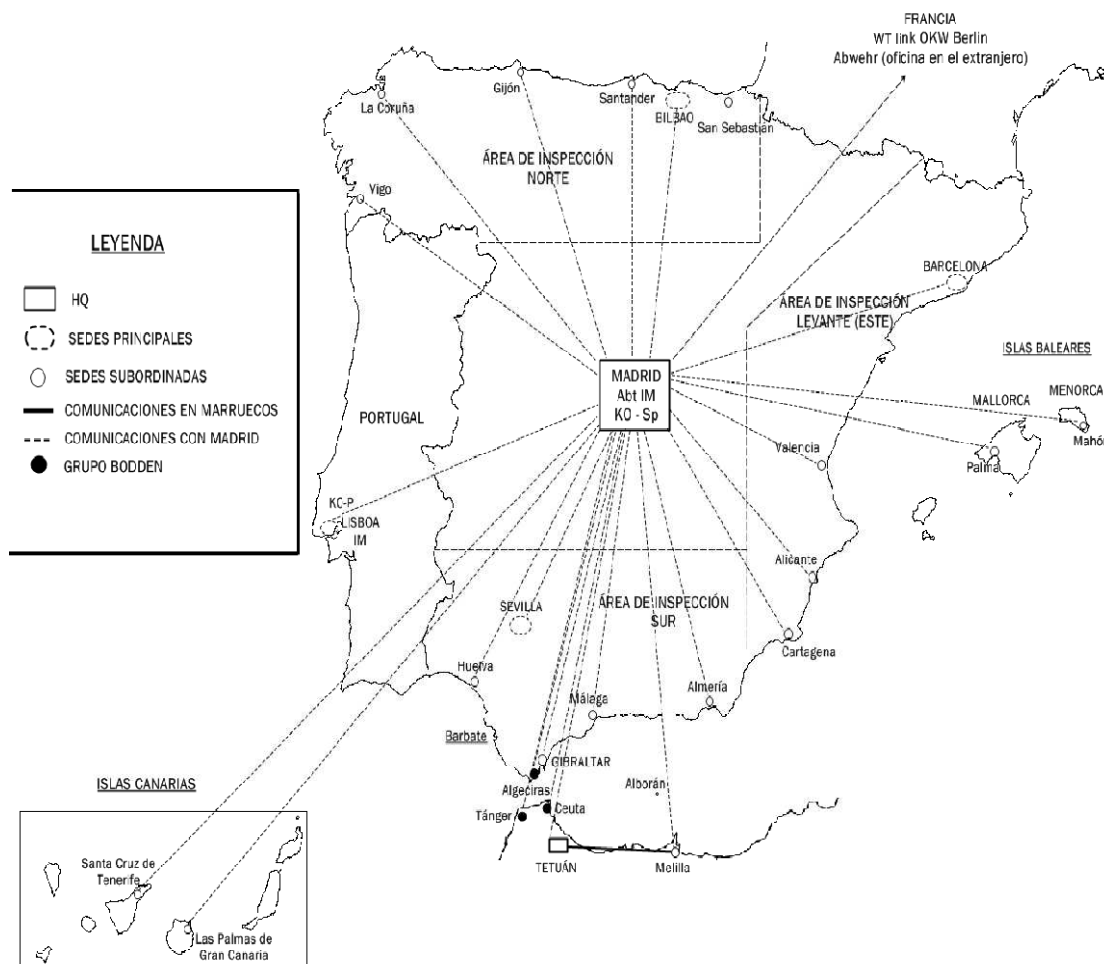 FRANCIA
WT link OKW Berlin
Abwehr (oficina en el extranjero)
Gijón
Santander
La Coruña
BILBAO
San Sebastián
ÁREA DE INSPECCIÓN
NORTE
Vigo
LEYENDA
HQ
SEDES PRINCIPALES
SEDES SUBORDINADAS
COMUNICACIONES EN MARRUECOS
COMUNICACIONES CON MADRID
GRUPO BODDEN
BARCELONA
ÁREA DE INSPECCIÓN
LEVANTE (ESTE)
ISLAS BALEARES
MADRID
Abt IM
KO - Sp
MENORCA
MALLORCA
PORTUGAL
Mahón
Valencia
Palma
KC-P
LISBOA
IM
Alicante
SEVILLA
ÁREA DE INSPECCIÓN
SUR
Cartagena
Huelva
Almería
Málaga
Barbate
GIBRALTAR
ISLAS CANARIAS
Algeciras
Alborán
Tánger
Ceuta
TETUÁN
Melilla
Santa Cruz de
Tenerife
Las Palmas de
Gran Canaria